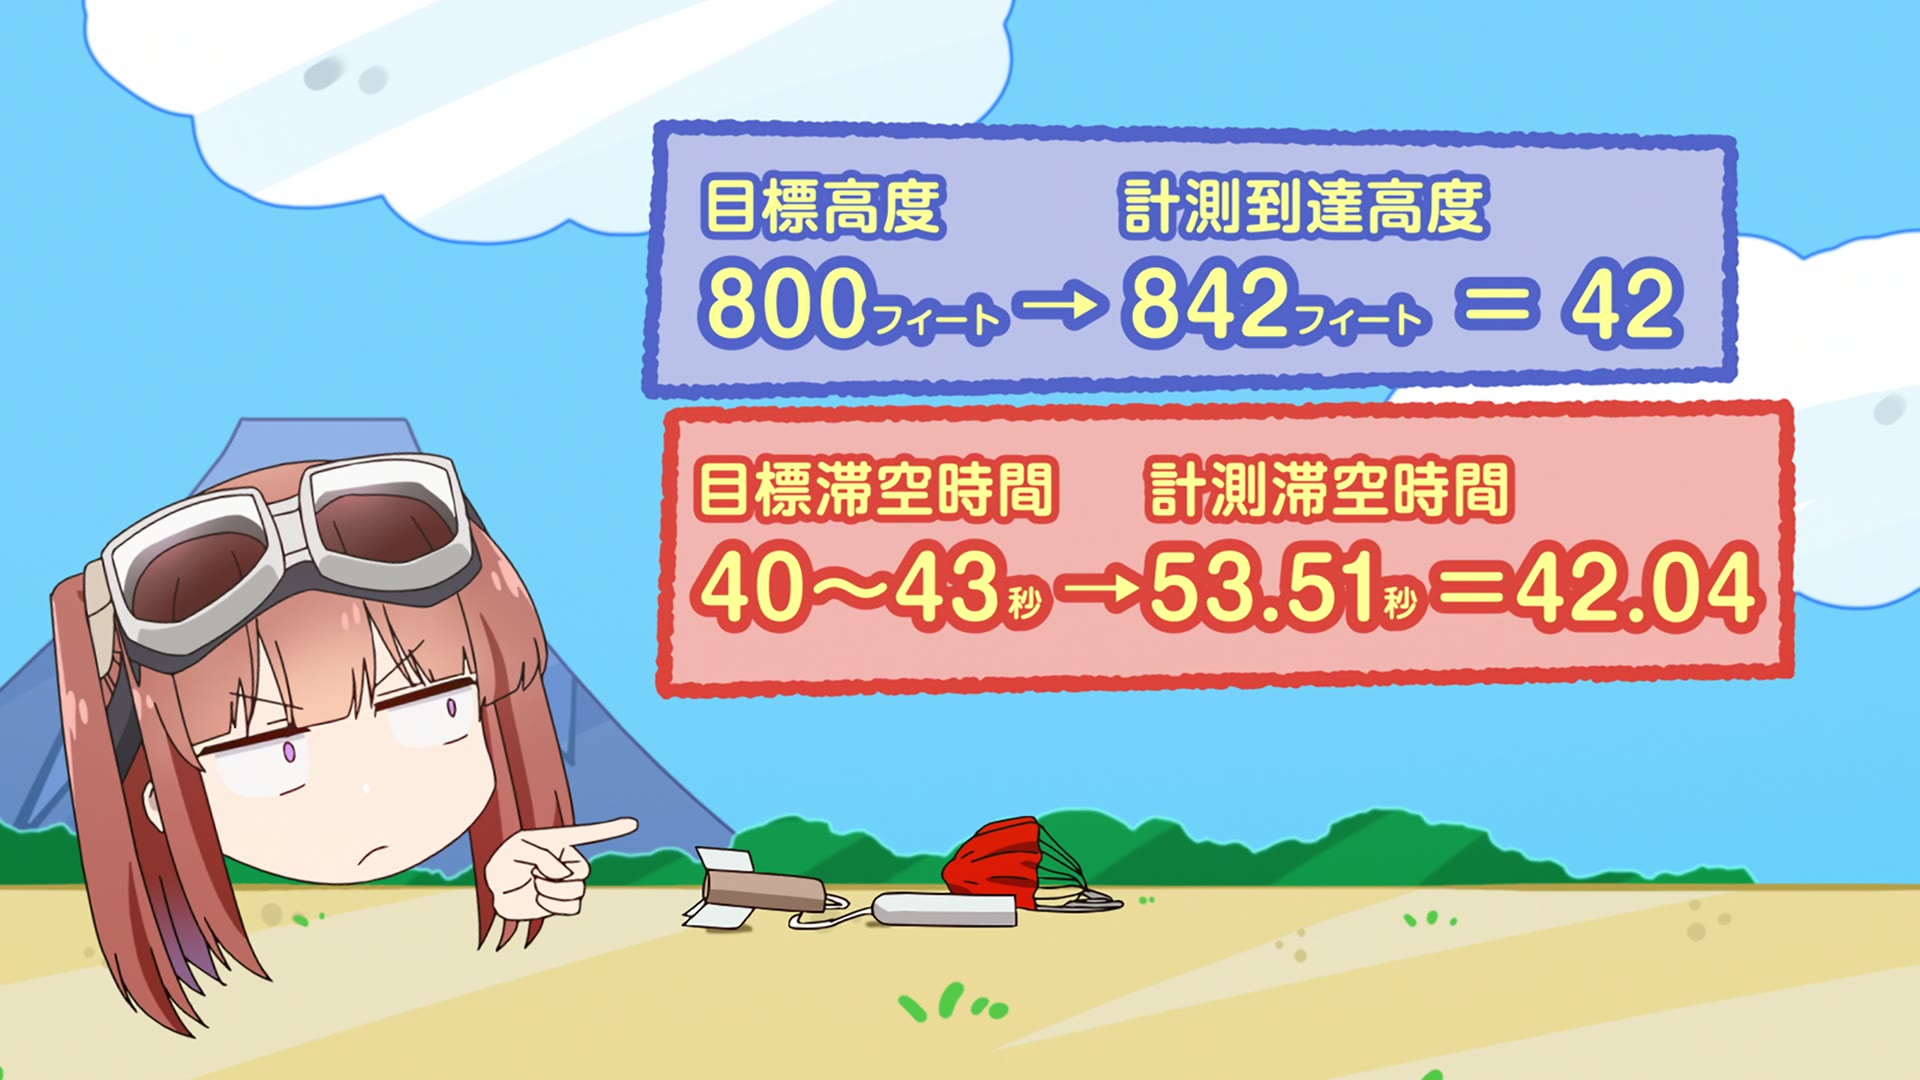 目標高度 計測到達高度
800フィート→842フィート=42
目標滞空時間 計測滞空時間
40～43秒→53.51秒=42.04